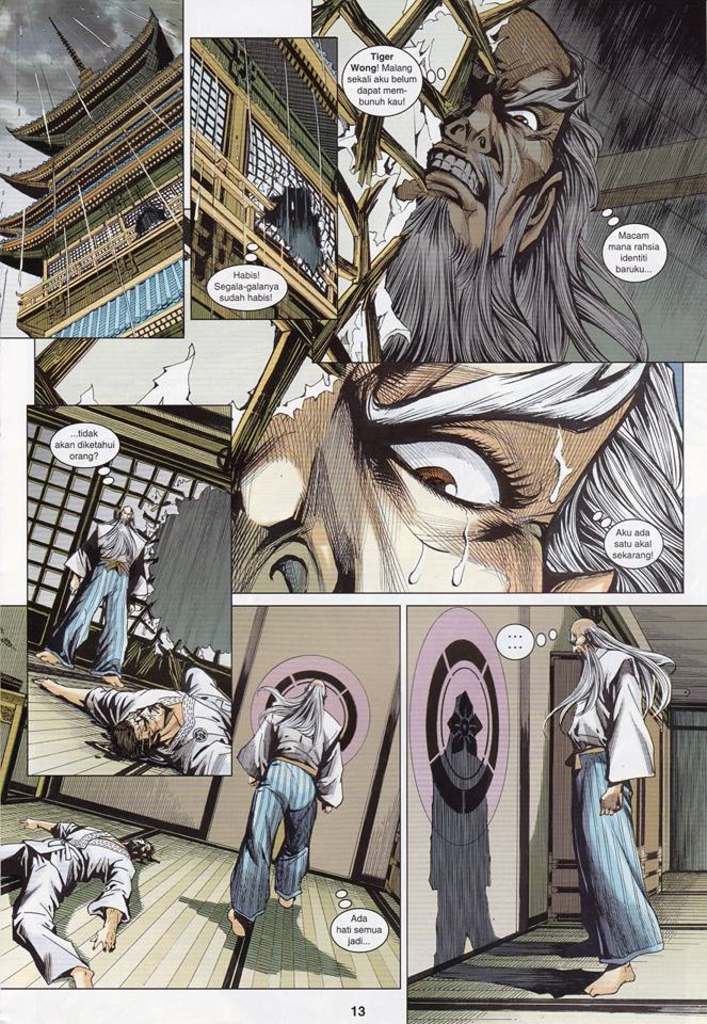 Habis!
Segala-galanya
sudah habis!
Tiger
Wong! Malang
sekali aku belum
dapat mem-
bunuh kau!
Macam
mana rahsia
identiti
baruku...
...tidak
akan diketahui
orang?
Aku ada
satu akal
sekarang!
Ada
hati semua
jadi...
...
...
13